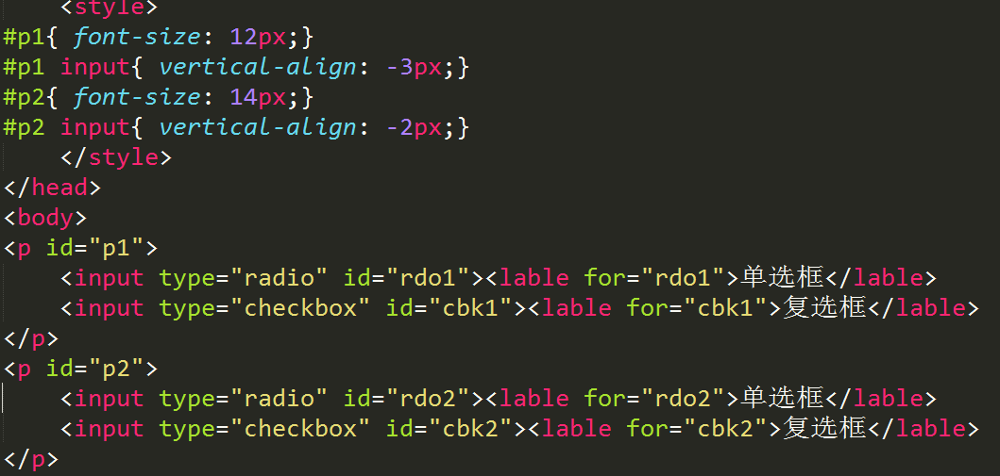 <style>
#p1{ font-size: 12px;}
#p1 input{ vertical-align: -3px;}
#p2{ font-size: 14px;}
#p2 input{ vertical-align: -2px;}
</style>
</head>
<body>
<p id="p1">
<input type="radio" id="rdo1"><lable for="rdo1">单选框</lable>
<input type="checkbox" id="cbk1"><lable for="cbk1">复选框</lable>
</p>
<p id="p2">
<input type="radio" id="rdo2"><lable for="rdo2">单选框</lable>
<input type="checkbox" id="cbk2"><lable for="cbk2">复选框</lable>
</p>